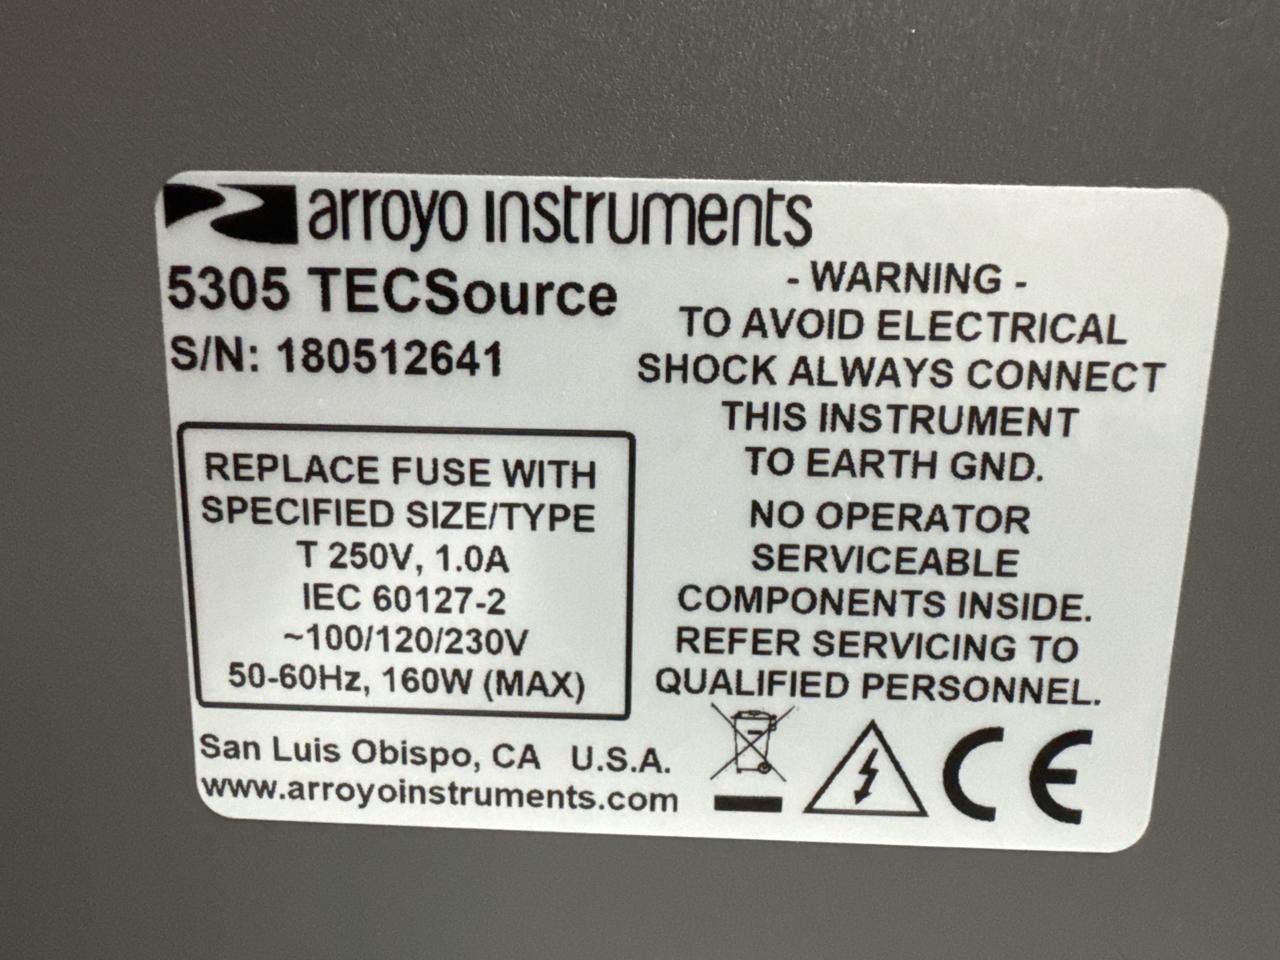 arroyo instruments
5305 TECSource
S/N: 180512641
REPLACE FUSE WITH
SPECIFIED SIZE/TYPE
T 250V, 1.0A
IEC 60127-2
~100/120/230V
50-60Hz, 160W (MAX)
San Luis Obispo, CA U.S.A.
www.arroyoinstruments.com
- WARNING -
TO AVOID ELECTRICAL
SHOCK ALWAYS CONNECT
THIS INSTRUMENT
TO EARTH GND.
NO OPERATOR
SERVICEABLE
COMPONENTS INSIDE.
REFER SERVICING TO
QUALIFIED PERSONNEL.
CE